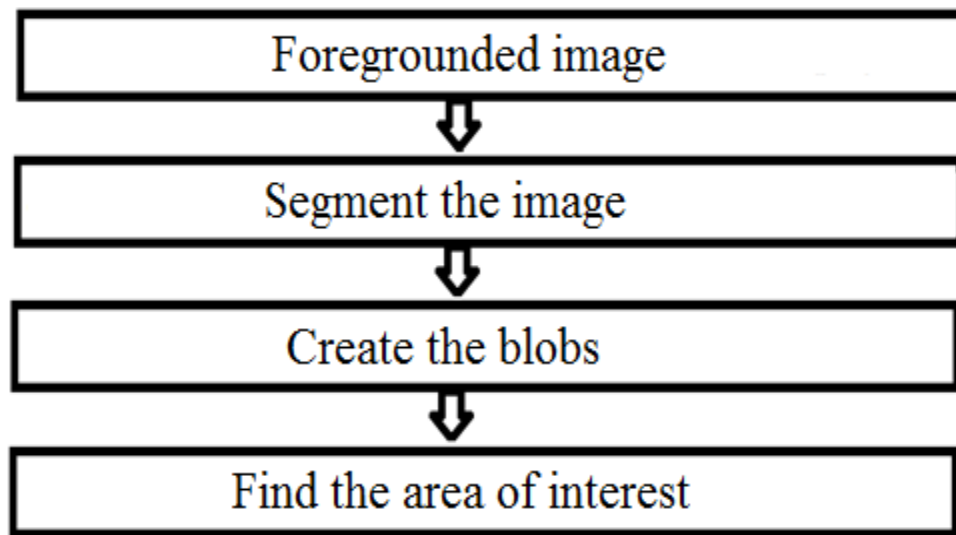 Foregrounded image
Segment the image
Create the blobs
Find the area of interest